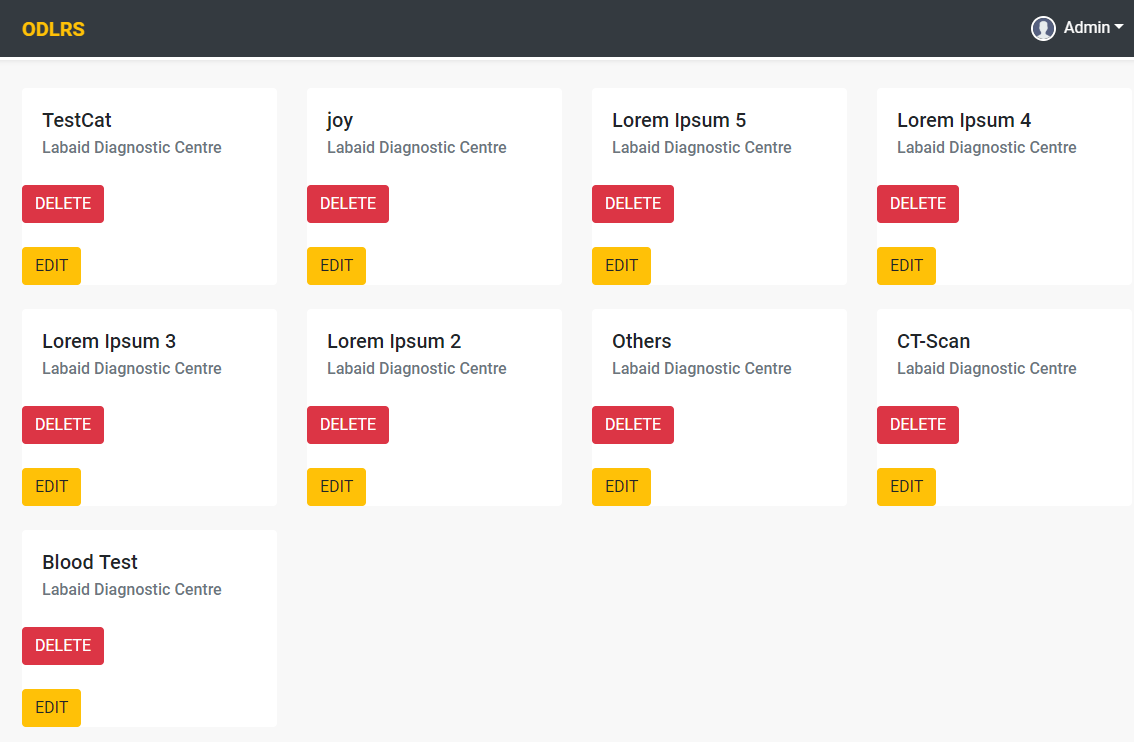 ODLRS
Admin
TestCat
Labaid Diagnostic Centre
DELETE
EDIT
joy
Labaid Diagnostic Centre
DELETE
EDIT
Lorem Ipsum 5
Labaid Diagnostic Centre
DELETE
EDIT
Lorem Ipsum 4
Labaid Diagnostic Centre
DELETE
EDIT
Lorem Ipsum 3
Labaid Diagnostic Centre
DELETE
EDIT
Lorem Ipsum 2
Labaid Diagnostic Centre
DELETE
EDIT
Others
Labaid Diagnostic Centre
DELETE
EDIT
CT-Scan
Labaid Diagnostic Centre
DELETE
EDIT
Blood Test
Labaid Diagnostic Centre
DELETE
EDIT